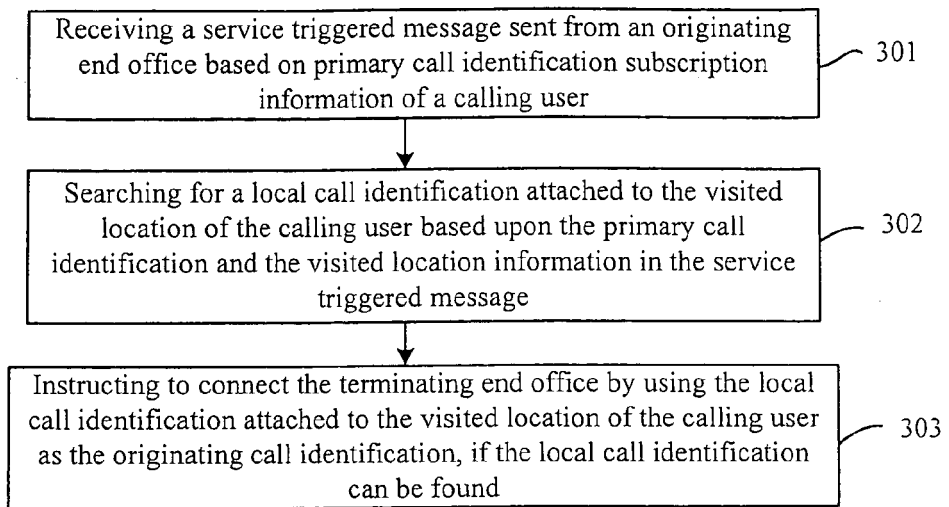 Receiving a service triggered message sent from an originating
end office based on primary call identification subscription
information of a calling user
301
Searching for a local call identification attached to the visited
location of the calling user based upon the primary call
identification and the visited location information in the service
triggered message
302
Instructing to connect the terminating end office by using the local
call identification attached to the visited location of the calling user
as the originating call identification, if the local call identification
can be found
303